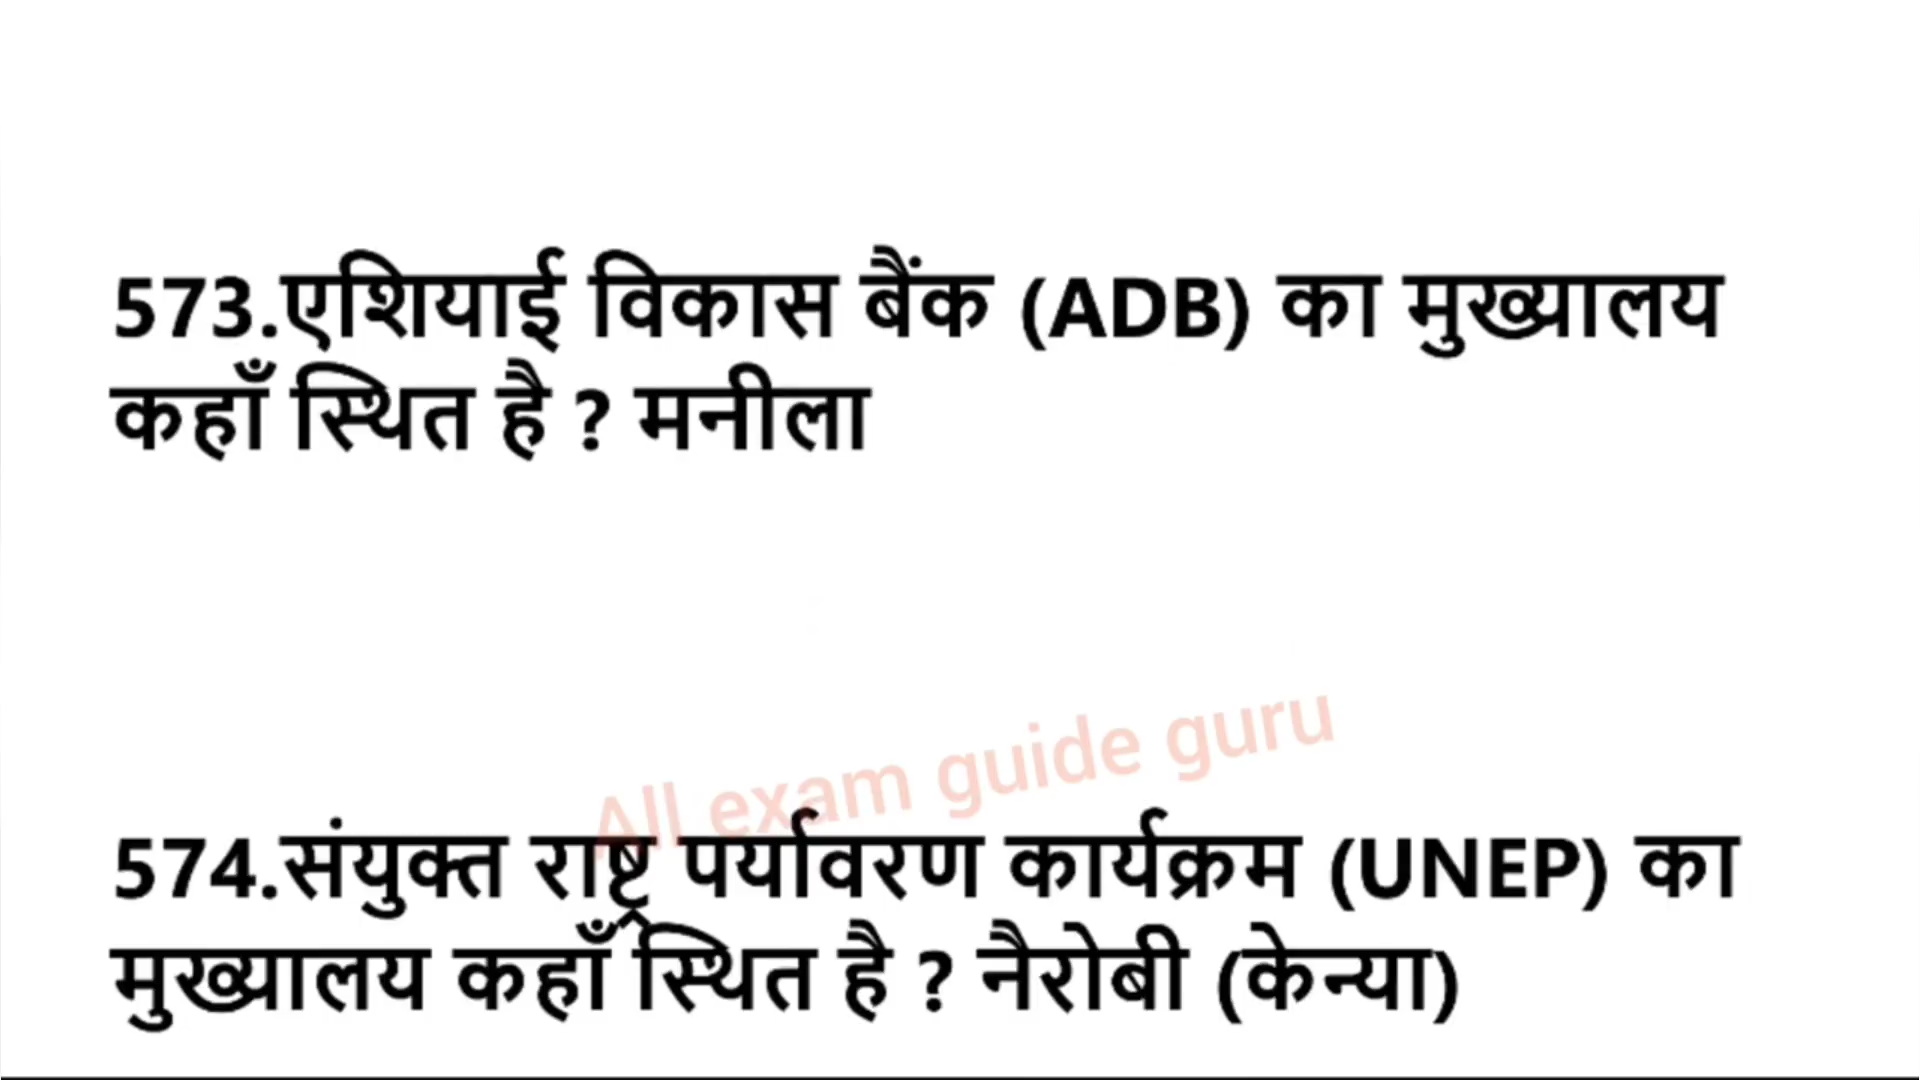 573.एशियाई विकास बैंक (ADB) का मुख्यालय
कहाँ स्थित है ? मनीला
All exam guide guru
574.संयुक्त राष्ट्र पर्यावरण कार्यक्रम (UNEP) का
मुख्यालय कहाँ स्थित है ? नैरोबी (केन्या)